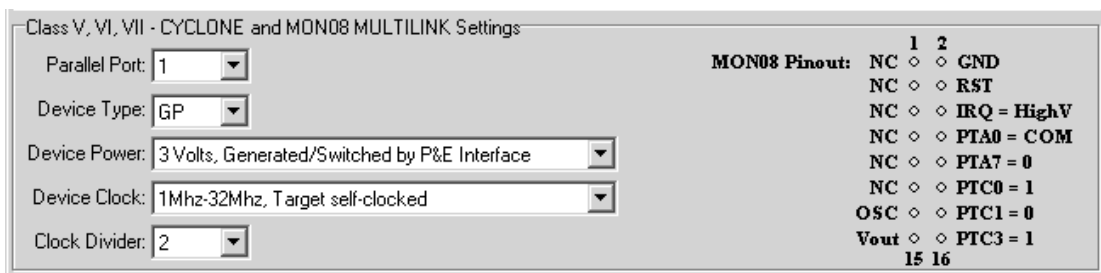 Class V, VI, VII - CYCLONE and MON08 MULTILINK Settings
Parallel Port: 1
Device Type: GP
Device Power: 3 Volts, Generated/Switched by P&E Interface
Device Clock: 1Mhz-32Mhz, Target self-clocked
Clock Divider: 2
1 2
MON08 Pinout: NC GND
NC RST
NC IRQ = HighV
NC PTA0 = COM
NC PTA7 = 0
NC PTC0 = 1
OSC PTC1 = 0
Vout PTC3 = 1
15 16